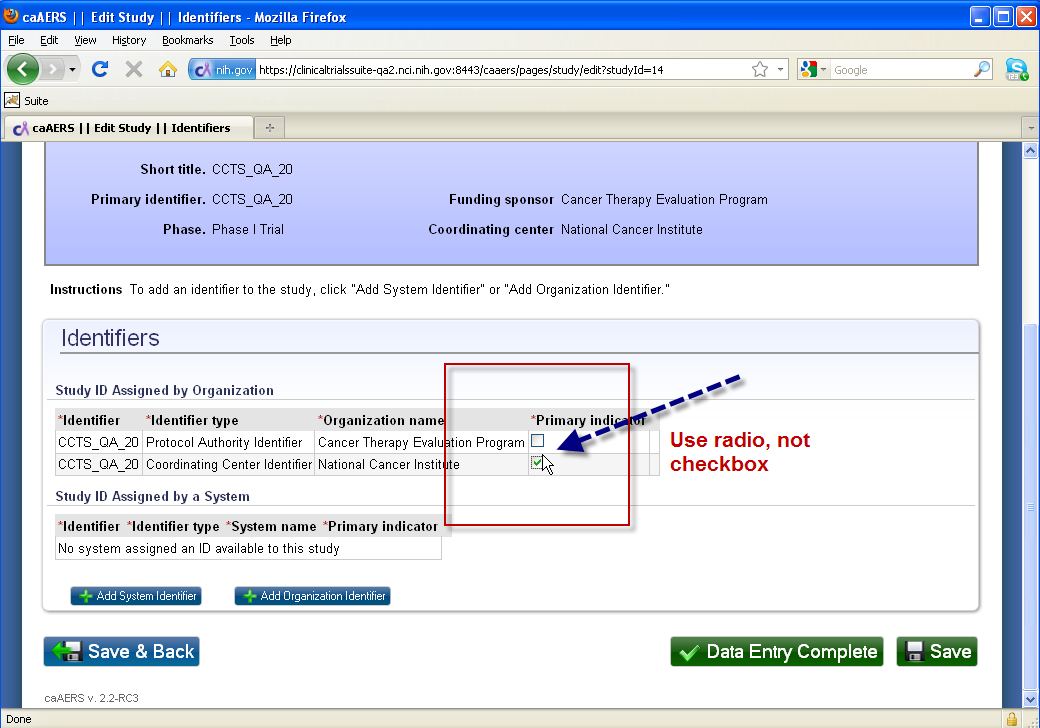 caAERS || Edit Study || Identifiers - Mozilla Firefox
File Edit View History Bookmarks Tools Help
nih.gov https://clinicaltrialssuite-qa2.nci.nih.gov:8443/caaers/pages/study/edit?studyId=14 Google
Suite
caAERS || Edit Study || Identifiers
Short title. CCTS_QA_20
Primary identifier. CCTS_QA_20 Funding sponsor Cancer Therapy Evaluation Program
Phase. Phase I Trial Coordinating center National Cancer Institute
Instructions To add an identifier to the study, click "Add System Identifier" or "Add Organization Identifier."
Identifiers
Study ID Assigned by Organization
*Identifier *Identifier type *Organization name *Primary indicator
CCTS_QA_20 Protocol Authority Identifier Cancer Therapy Evaluation Program
CCTS_QA_20 Coordinating Center Identifier National Cancer Institute
Use radio, not
checkbox
Study ID Assigned by a System
*Identifier *Identifier type *System name *Primary indicator
No system assigned an ID available to this study
Add System Identifier Add Organization Identifier
Save & Back Data Entry Complete Save
caAERS v. 2.2-RC3
Done